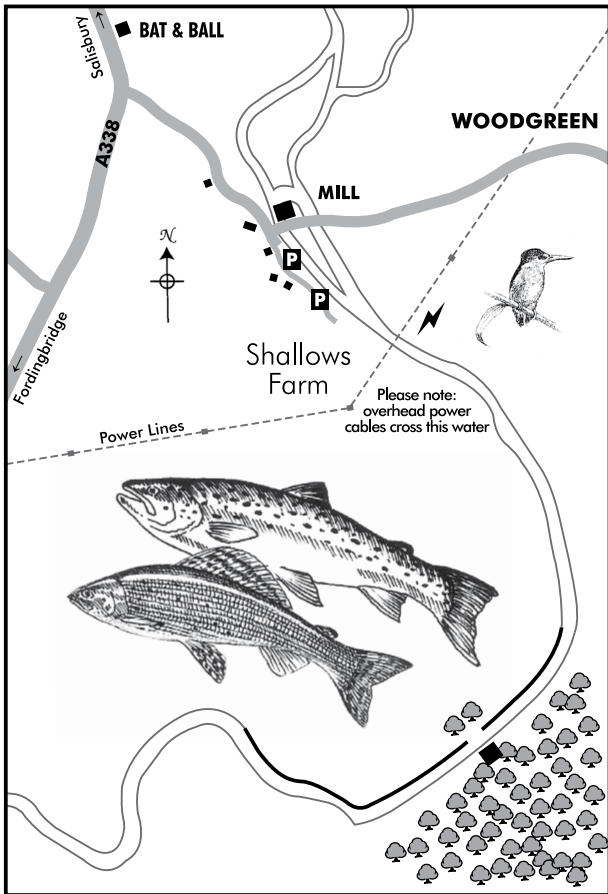 ← Salisbury
BAT & BALL
A338
WOODGREEN
MILL
N
P
P
← Fordingbridge
Shallows
Farm
Please note:
overhead power
cables cross this water
Power Lines